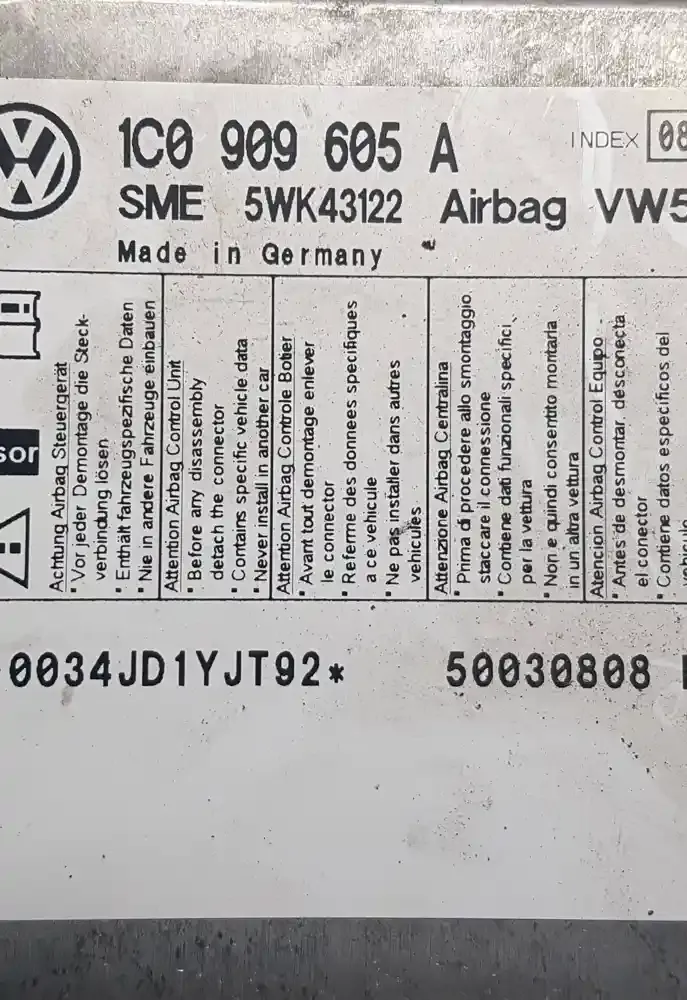 1C0 909 605 A INDEX 08
SME 5WK43122 Airbag VW5
Made in Germany
sor
Achtung Airbag Steuergerät
* Vor jeder Demontage die Steck-
verbindung lösen
* Enthält fahrzeugspezifische Daten
* Nie in andere Fahrzeuge einbauen
Attention Airbag Control Unit
* Before any disassembly
detach the connector
* Contains specific vehicle data
* Never install in another car
Attention Airbag Controle Botier
* Avant tout demontage enlever
le connector
* Referme des donnees specifiques
a ce vehicule
* Ne pas installer dans autres
vehicules
Attenzione Airbag Centralina
* Prima di procedere allo smontaggio
staccare il connessione
* Contiene dati funzionali specifici,
per la vettura
* Non e quindi consentito montarla
in un'altra vettura
Atencion Airbag Control Equipo
* Antes de desmontar, desconecta
el conector
* Contiene datos especificos del
vehiculo
0034JD1YJT92* 50030808